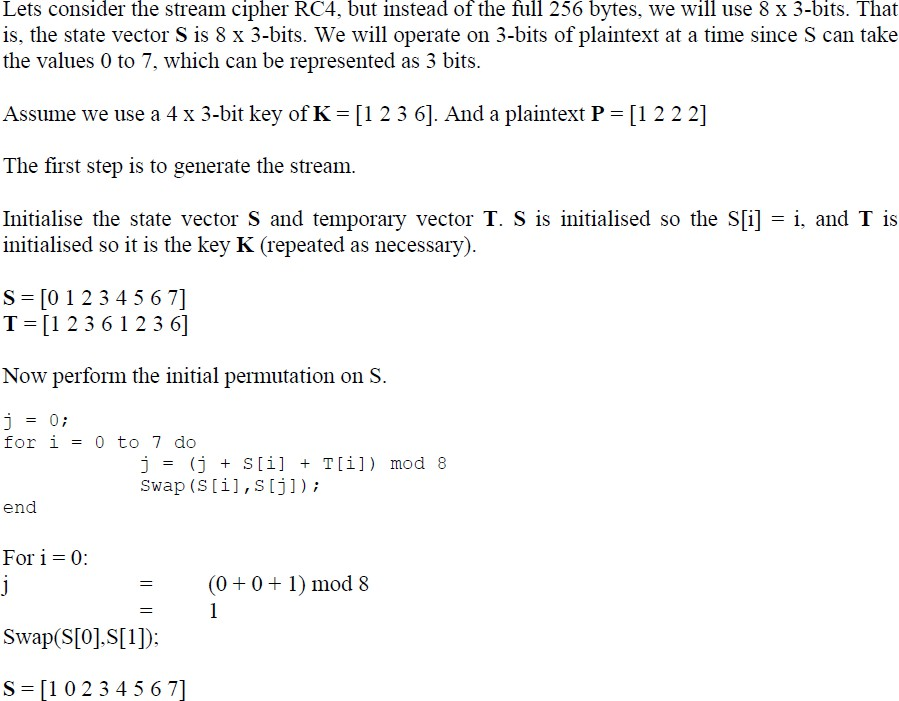 Lets consider the stream cipher RC4, but instead of the full 256 bytes, we will use 8 x 3-bits. That
is, the state vector S is 8 x 3-bits. We will operate on 3-bits of plaintext at a time since S can take
the values 0 to 7, which can be represented as 3 bits.
Assume we use a 4 x 3-bit key of K = [1 2 3 6]. And a plaintext P = [1 2 2 2]
The first step is to generate the stream.
Initialise the state vector S and temporary vector T. S is initialised so the S[i] = i, and T is
initialised so it is the key K (repeated as necessary).
S = [0 1 2 3 4 5 6 7]
T = [1 2 3 6 1 2 3 6]
Now perform the initial permutation on S.
j = 0;
for i = 0 to 7 do
j = (j + S[i] + T[i]) mod 8
Swap(S[i],S[j]);
end
For i = 0:
j = (0 + 0 + 1) mod 8
= 1
Swap(S[0],S[1]);
S = [1 0 2 3 4 5 6 7]